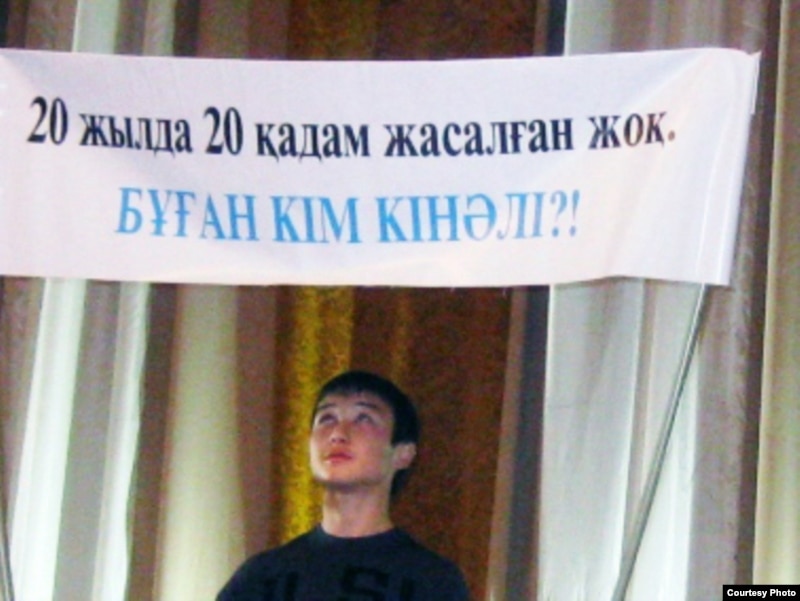 20 жылда 20 қадам жасалған жоқ.
БҰҒАН КІМ КІНӘЛІ?!
Courtesy Photo